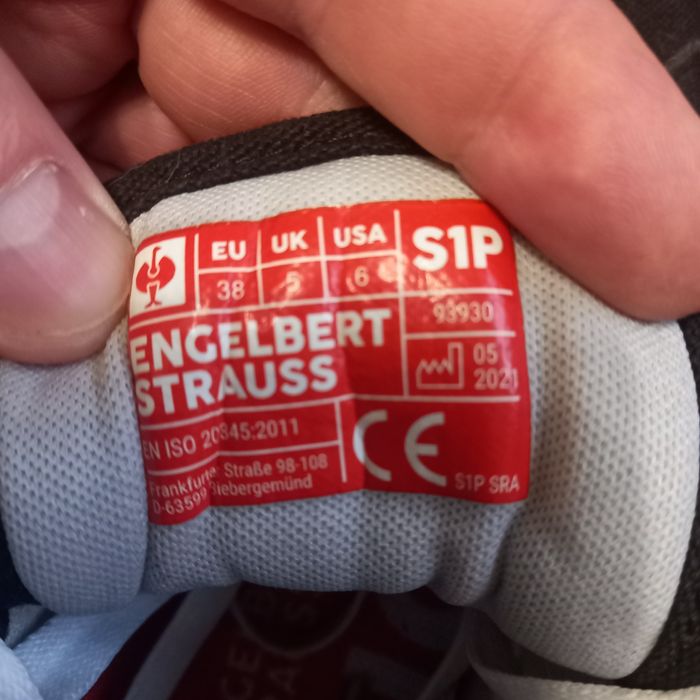 EU UK USA S1P
38 5 6
93930
ENGELBERT
STRAUSS
05
2021
EN ISO 20345:2011
CE
Frankfurter Straße 98-108
D-63599 Biebergemünd
S1P SRA